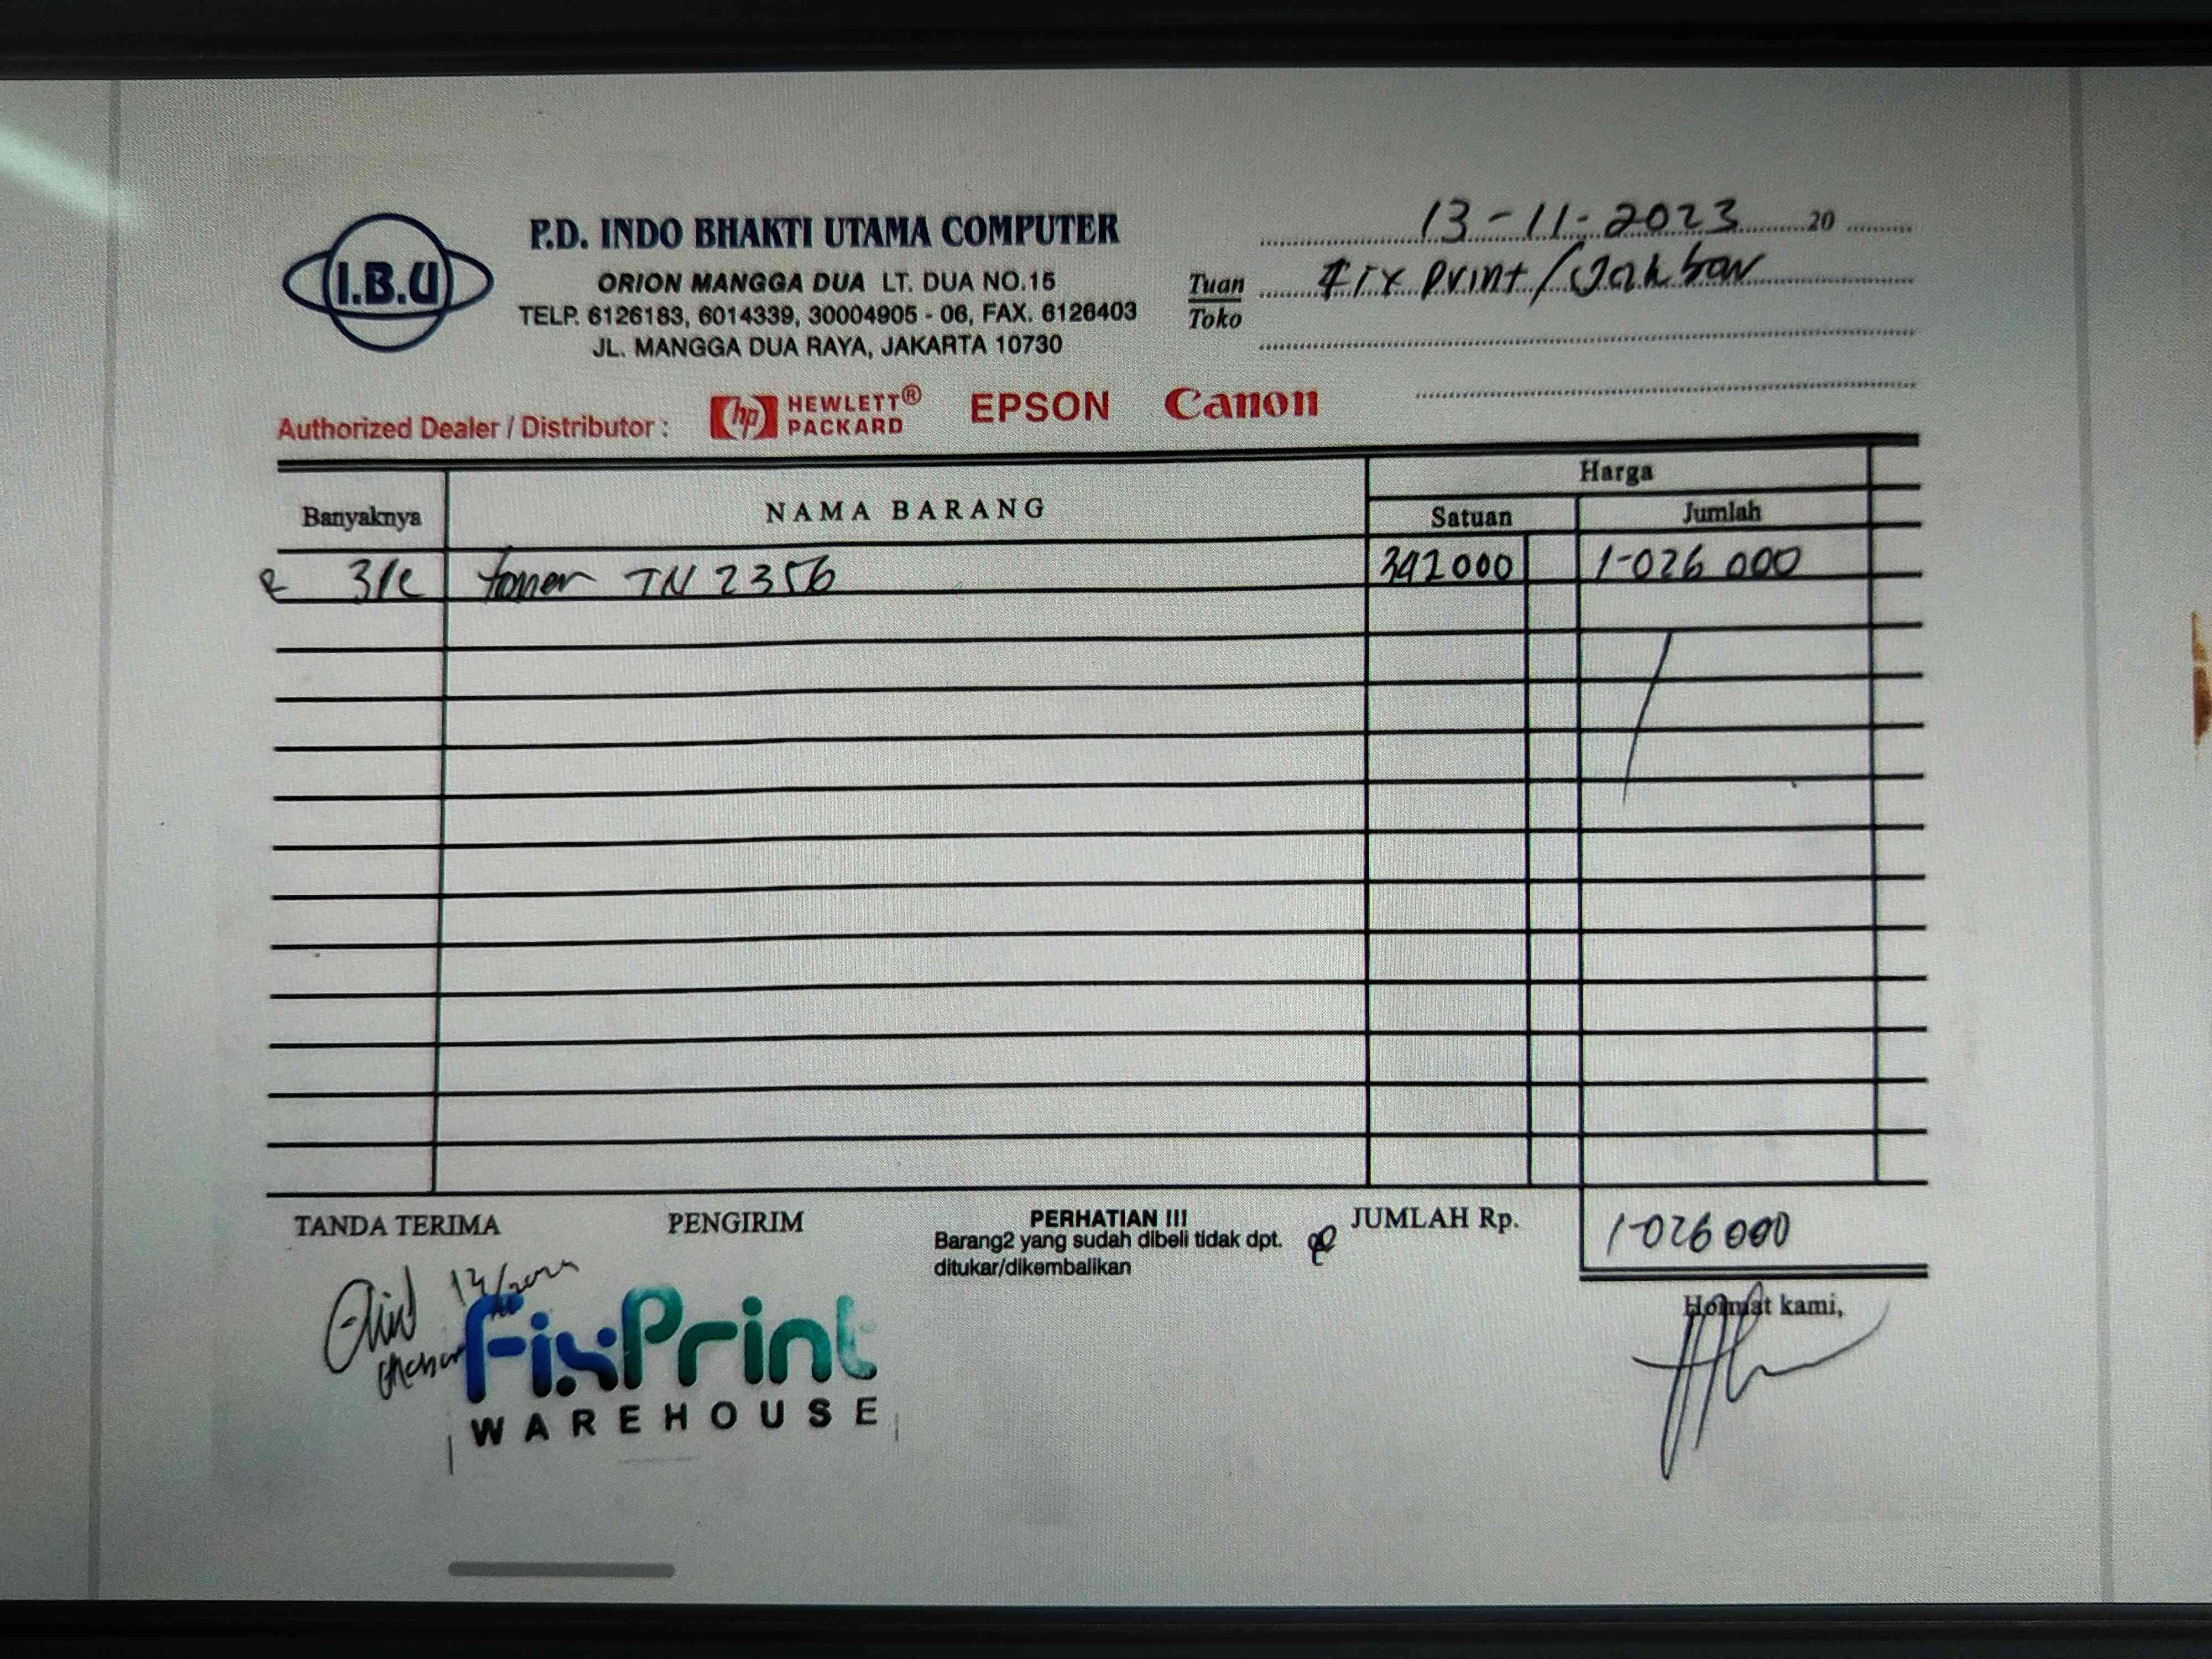 I.B.U
P.D. INDO BHAKTI UTAMA COMPUTER
ORION MANGGA DUA LT. DUA NO.15
TELP. 6126183, 6014339, 30004905 - 06, FAX. 6126403
JL. MANGGA DUA RAYA, JAKARTA 10730
13-11-2023 20
Tuan
Toko
Fix Print / Jakbar
Authorized Dealer / Distributor :
hp HEWLETT® PACKARD
EPSON
Canon
Banyaknya NAMA BARANG Harga
Satuan Jumlah
toner TN 2356 342000 1-026 000
TANDA TERIMA PENGIRIM
PERHATIAN !!!
Barang2 yang sudah dibeli tidak dpt.
ditukar/dikembalikan
JUMLAH Rp. 1-026 000
Hormat kami,
FixPrint
WAREHOUSE